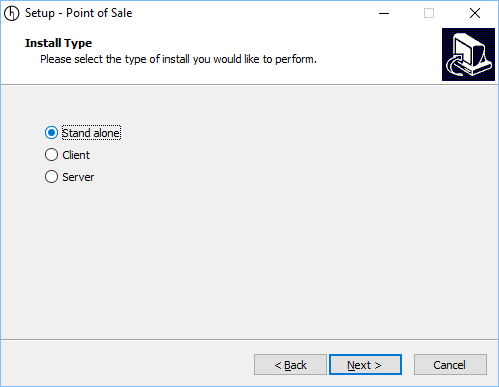 Setup - Point of Sale
Install Type
Please select the type of install you would like to perform.
Stand alone
Client
Server
< Back
Next >
Cancel